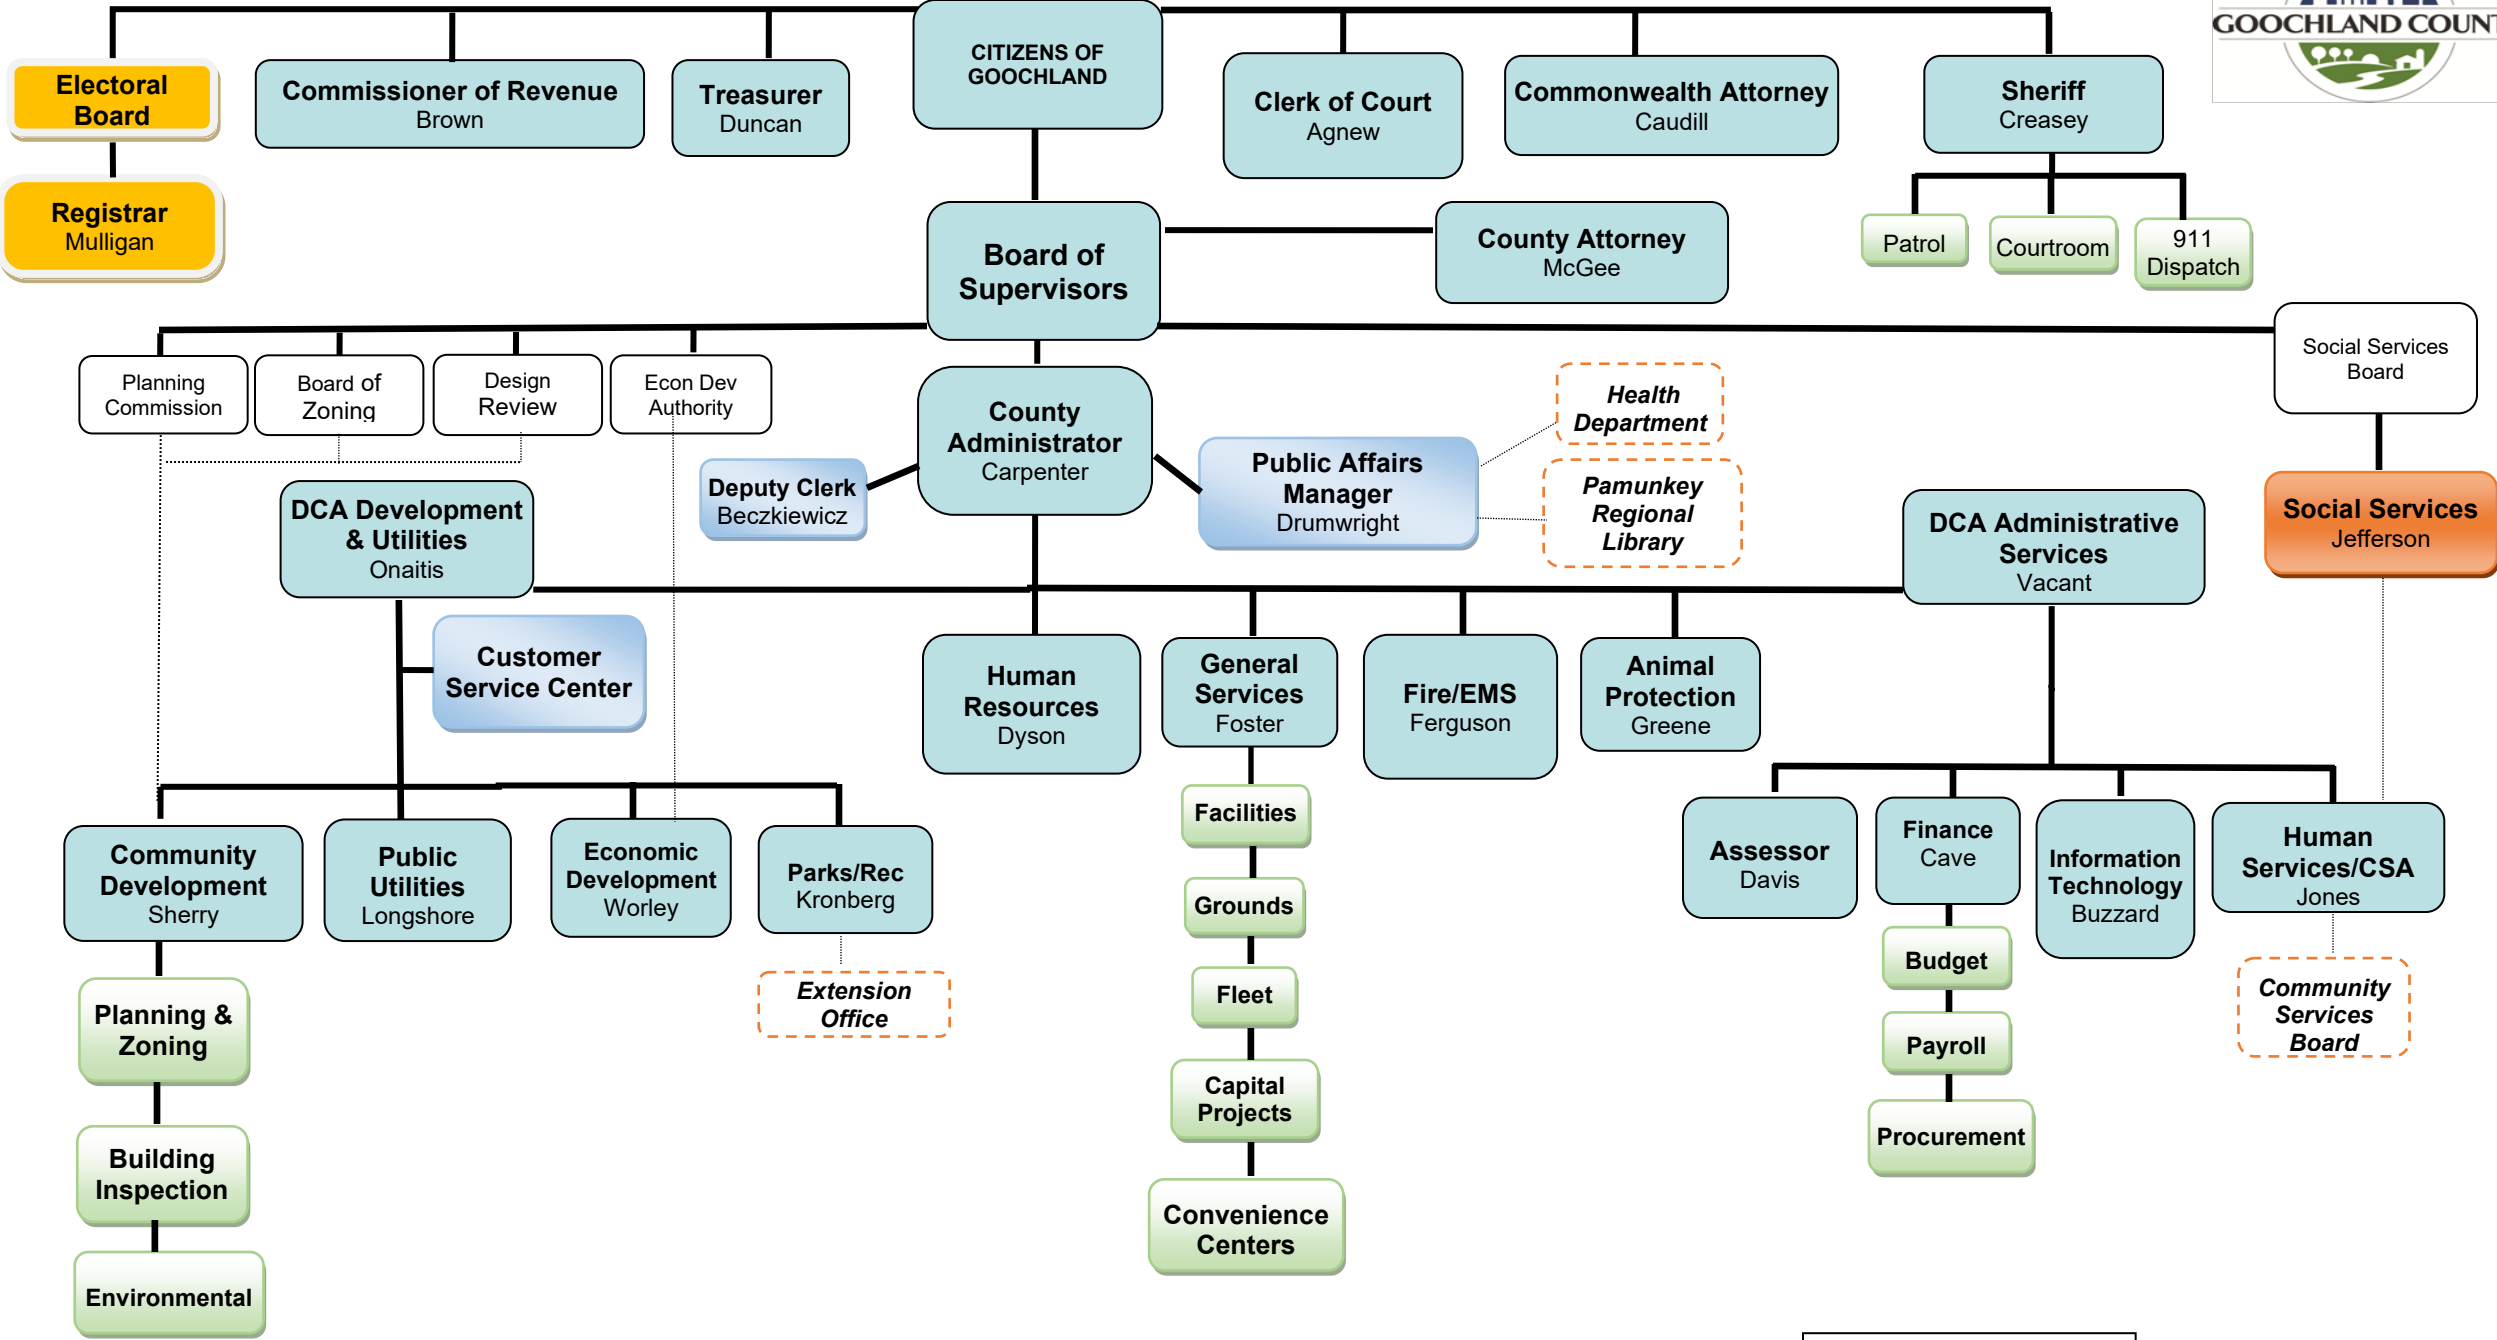 CITIZENS OF
GOOCHLAND
GOOCHLAND COUNT
Electoral
Board
Commissioner of Revenue
Brown
Treasurer
Duncan
Clerk of Court
Agnew
Commonwealth Attorney
Caudill
Sheriff
Creasey
Registrar
Mulligan
Board of
Supervisors
County Attorney
McGee
Patrol
Courtroom
911
Dispatch
Planning
Commission
Board of
Zoning
Design
Review
Econ Dev
Authority
Social Services
Board
County
Administrator
Carpenter
Health
Department
Deputy Clerk
Beczkiewicz
Public Affairs
Manager
Drumwright
Pamunkey
Regional
Library
DCA Development
& Utilities
Onaitis
DCA Administrative
Services
Vacant
Social Services
Jefferson
Customer
Service Center
Human
Resources
Dyson
General
Services
Foster
Fire/EMS
Ferguson
Animal
Protection
Greene
Community
Development
Sherry
Public
Utilities
Longshore
Economic
Development
Worley
Parks/Rec
Kronberg
Facilities
Assessor
Davis
Finance
Cave
Information
Technology
Buzzard
Human
Services/CSA
Jones
Grounds
Budget
Planning &
Zoning
Extension
Office
Fleet
Community
Services
Board
Payroll
Capital
Projects
Procurement
Building
Inspection
Convenience
Centers
Environmental